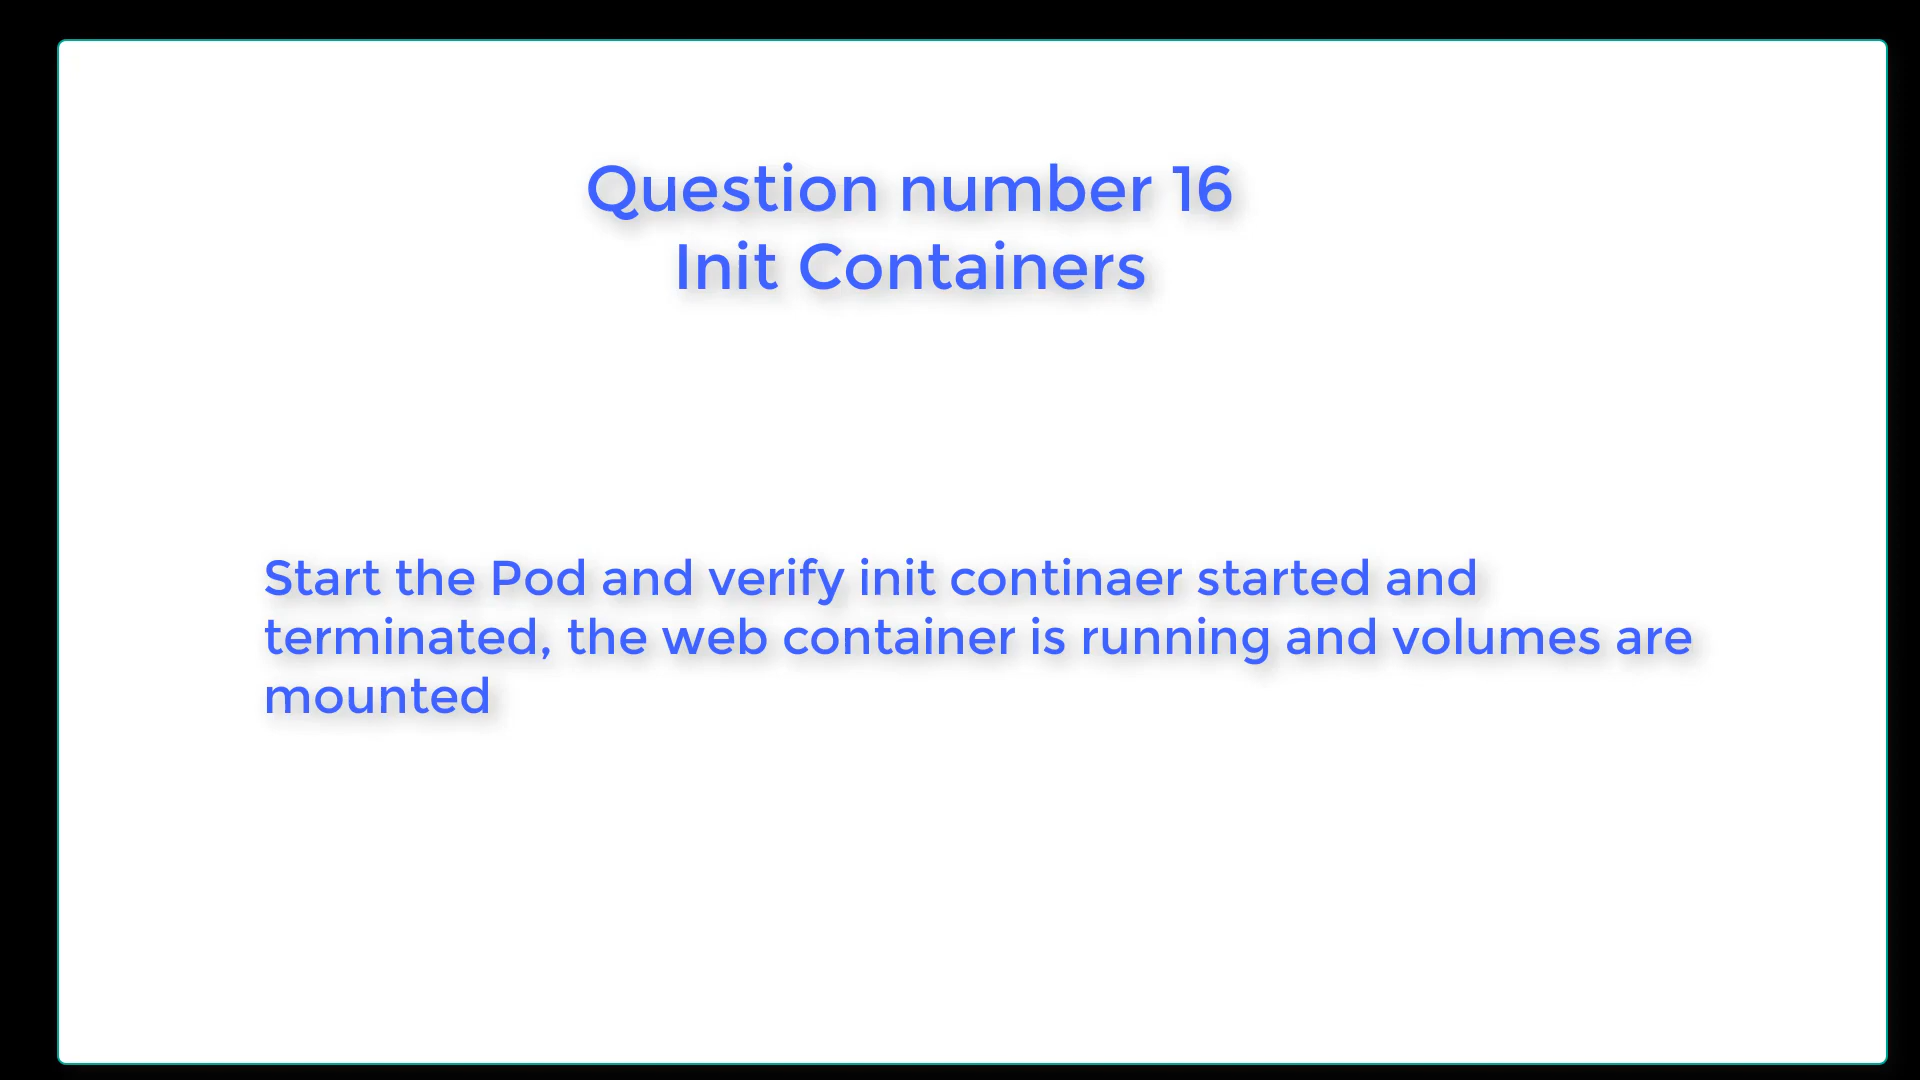 Question number 16
Init Containers
Start the Pod and verify init continaer started and
terminated, the web container is running and volumes are
mounted